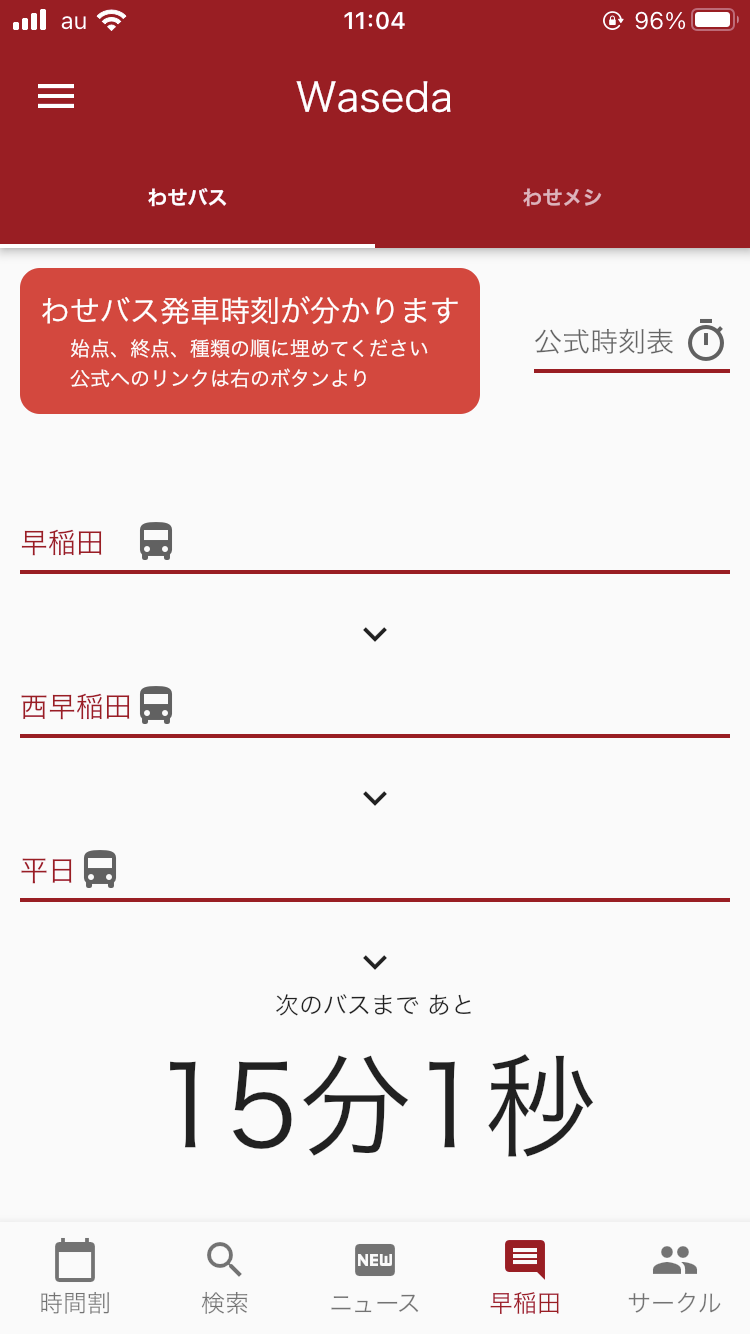 au 11:04 96%
Waseda
わせバス わせメシ
わせバス発車時刻が分かります
始点、終点、種類の順に埋めてください
公式へのリンクは右のボタンより
公式時刻表
早稲田
西早稲田
平日
次のバスまで あと
15分1秒
NEW
時間割 検索 ニュース 早稲田 サークル